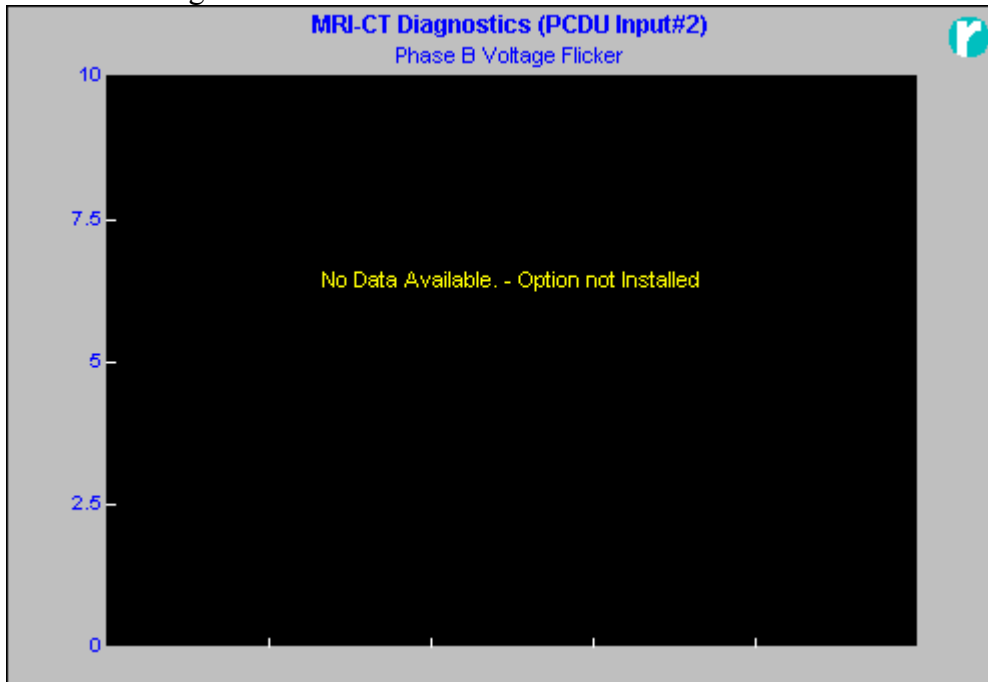 MRI-CT Diagnostics (PCDU Input#2)
Phase B Voltage Flicker
10
7.5
No Data Available. - Option not Installed
5
2.5
0